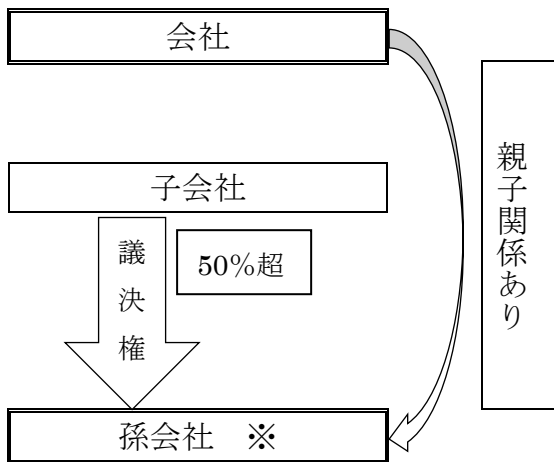 会社
子会社
議決権
50%超
孫会社 ※
親子関係あり